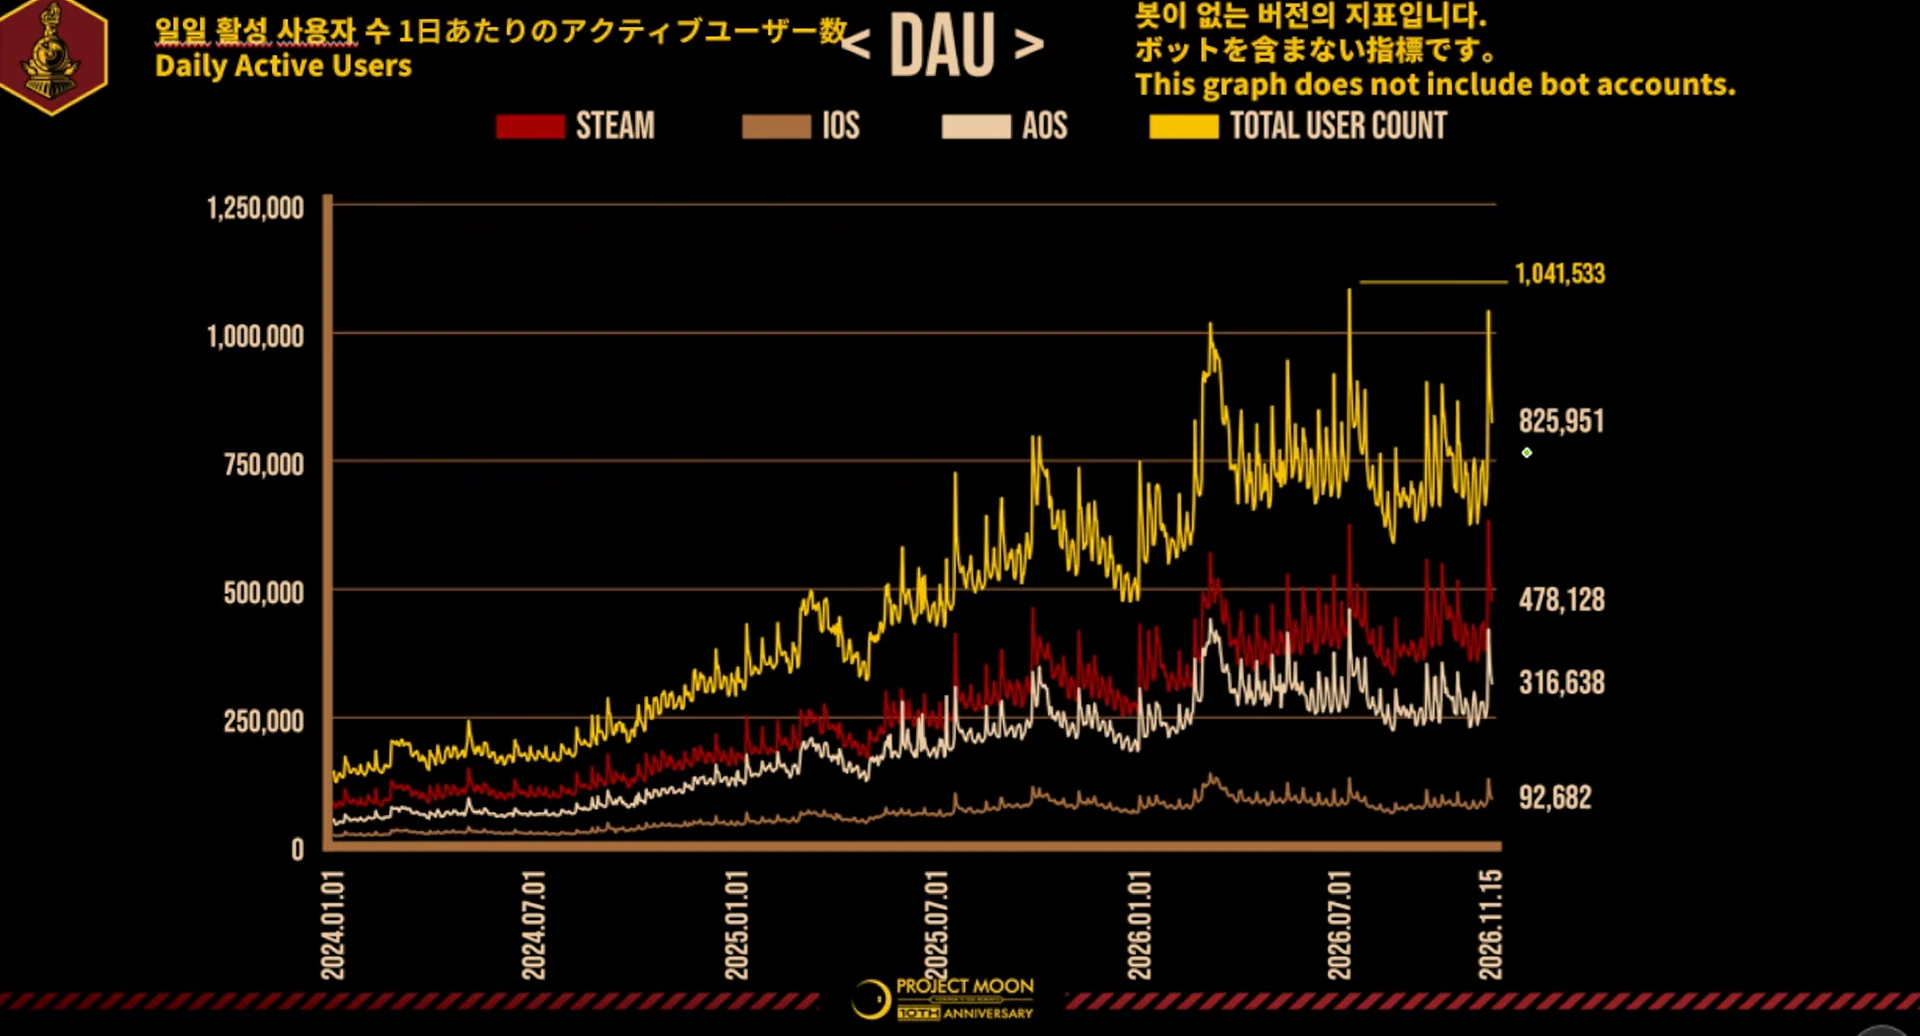 일일 활성 사용자 수 1日あたりのアクティブユーザー数
Daily Active Users
< DAU >
봇이 없는 버전의 지표입니다.
ボットを含まない指標です。
This graph does not include bot accounts.
STEAM
IOS
AOS
TOTAL USER COUNT
1,250,000
1,000,000
750,000
500,000
250,000
0
1,041,533
825,951
478,128
316,638
92,682
2024.01.01
2024.07.01
2025.01.01
2025.07.01
2026.01.01
2026.07.01
2026.11.15
PROJECT MOON
10TH ANNIVERSARY